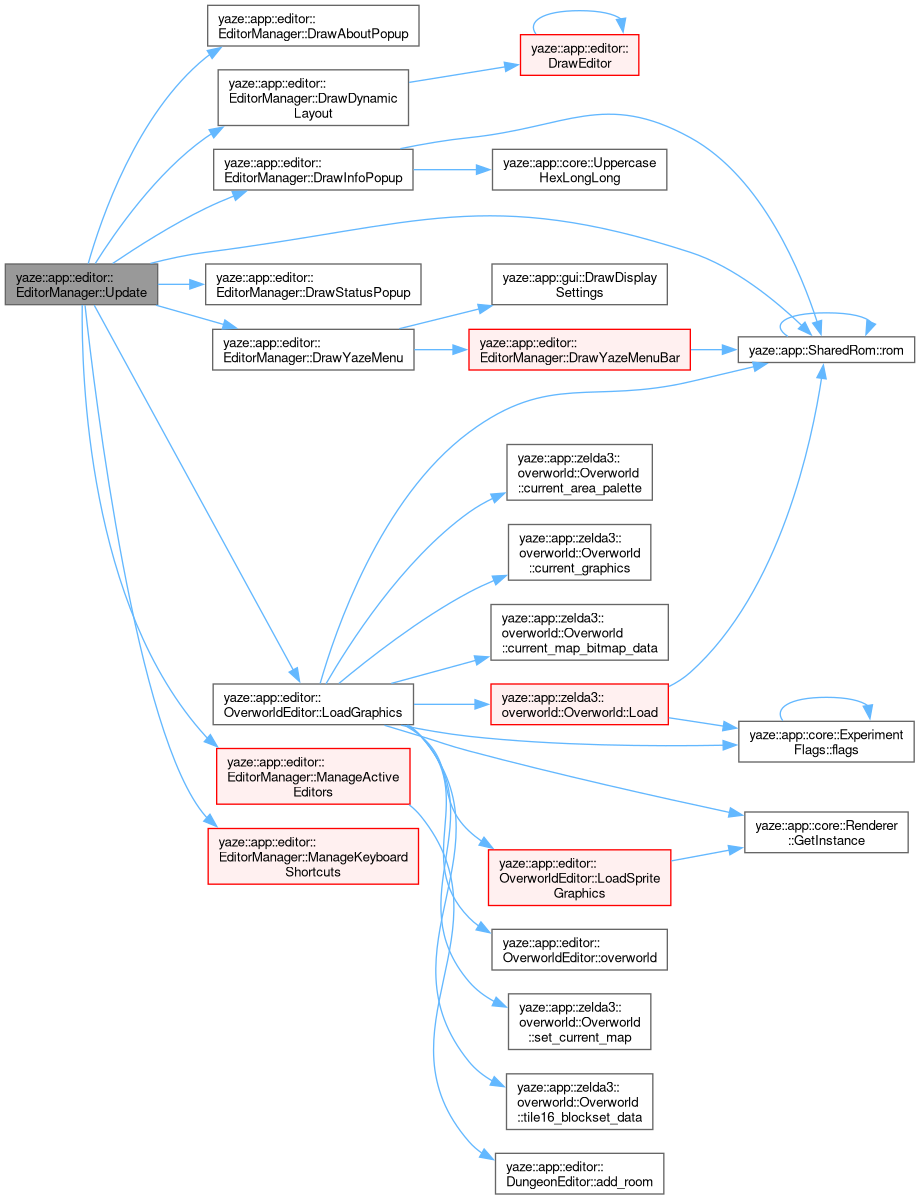 yaze::app::editor::
EditorManager::Update
yaze::app::editor::
EditorManager::DrawAboutPopup
yaze::app::editor::
EditorManager::DrawDynamic
Layout
yaze::app::editor::
DrawEditor
yaze::app::editor::
EditorManager::DrawInfoPopup
yaze::app::core::Uppercase
HexLongLong
yaze::app::editor::
EditorManager::DrawStatusPopup
yaze::app::gui::DrawDisplay
Settings
yaze::app::editor::
EditorManager::DrawYazeMenu
yaze::app::editor::
EditorManager::DrawYazeMenuBar
yaze::app::SharedRom::rom
yaze::app::zelda3::
overworld::Overworld
::current_area_palette
yaze::app::zelda3::
overworld::Overworld
::current_graphics
yaze::app::zelda3::
overworld::Overworld
::current_map_bitmap_data
yaze::app::editor::
OverworldEditor::LoadGraphics
yaze::app::zelda3::
overworld::Overworld::Load
yaze::app::core::Experiment
Flags::flags
yaze::app::editor::
EditorManager::ManageActive
Editors
yaze::app::core::Renderer
::GetInstance
yaze::app::editor::
EditorManager::ManageKeyboard
Shortcuts
yaze::app::editor::
OverworldEditor::LoadSprite
Graphics
yaze::app::editor::
OverworldEditor::overworld
yaze::app::zelda3::
overworld::Overworld
::set_current_map
yaze::app::zelda3::
overworld::Overworld
::tile16_blockset_data
yaze::app::editor::
DungeonEditor::add_room